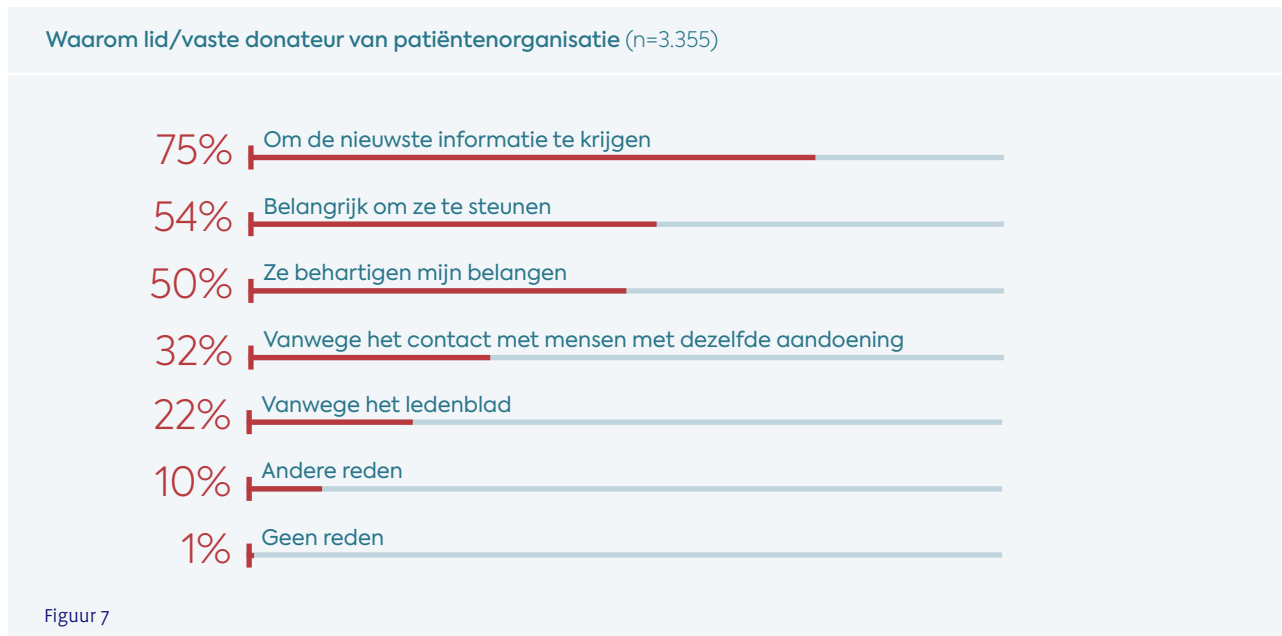 Waarom lid/vaste donateur van patiëntenorganisatie (n=3.355)
75% Om de nieuwste informatie te krijgen
54% Belangrijk om ze te steunen
50% Ze behartigen mijn belangen
32% Vanwege het contact met mensen met dezelfde aandoening
22% Vanwege het ledenblad
10% Andere reden
1% Geen reden
Figuur 7